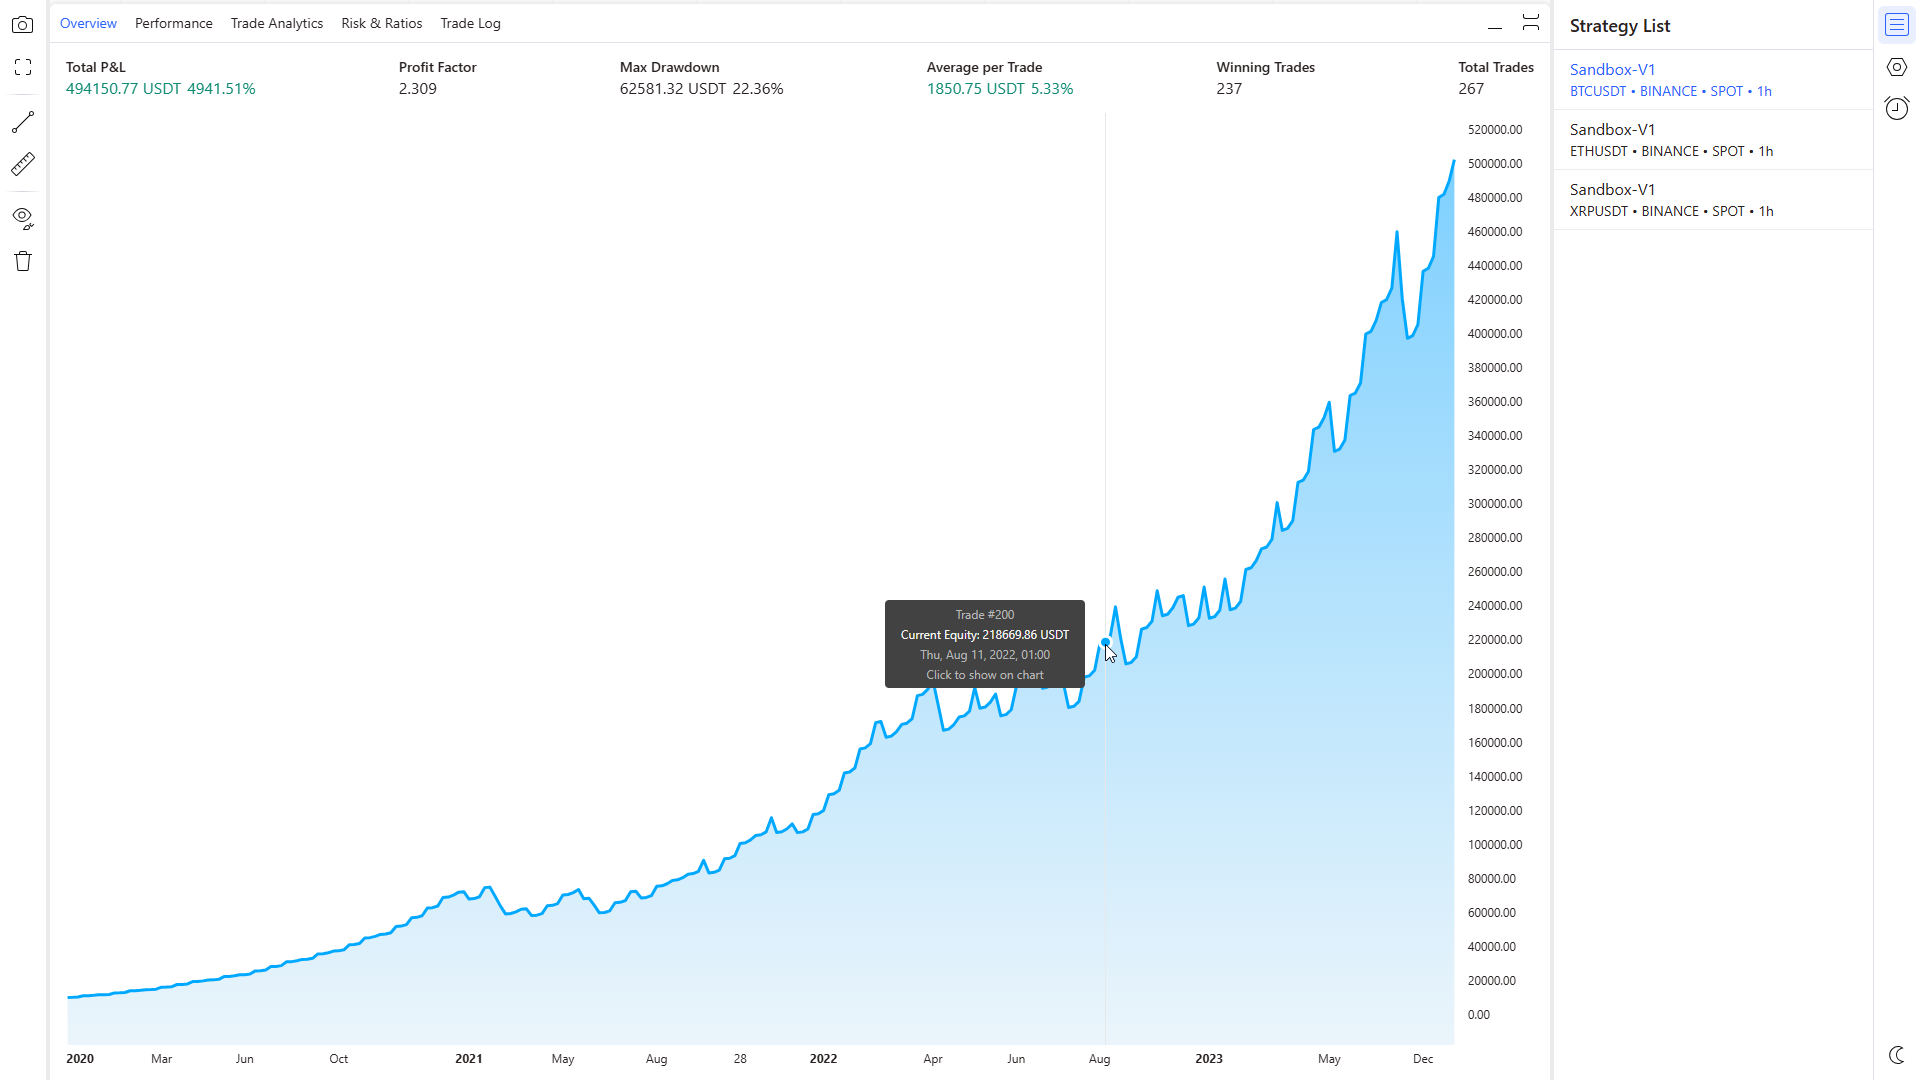 Overview Performance Trade Analytics Risk & Ratios Trade Log
Total P&L
494150.77 USDT 4941.51%
Profit Factor
2.309
Max Drawdown
62581.32 USDT 22.36%
Average per Trade
1850.75 USDT 5.33%
Winning Trades
237
Total Trades
267
520000.00
500000.00
480000.00
460000.00
440000.00
420000.00
400000.00
380000.00
360000.00
340000.00
320000.00
300000.00
280000.00
260000.00
240000.00
220000.00
200000.00
180000.00
160000.00
140000.00
120000.00
100000.00
80000.00
60000.00
40000.00
20000.00
0.00
Trade #200
Current Equity: 218669.86 USDT
Thu, Aug 11, 2022, 01:00
Click to show on chart
2020 Mar Jun Oct 2021 May Aug 28 2022 Apr Jun Aug 2023 May Dec
Strategy List
Sandbox-V1
BTCUSDT • BINANCE • SPOT • 1h
Sandbox-V1
ETHUSDT • BINANCE • SPOT • 1h
Sandbox-V1
XRPUSDT • BINANCE • SPOT • 1h